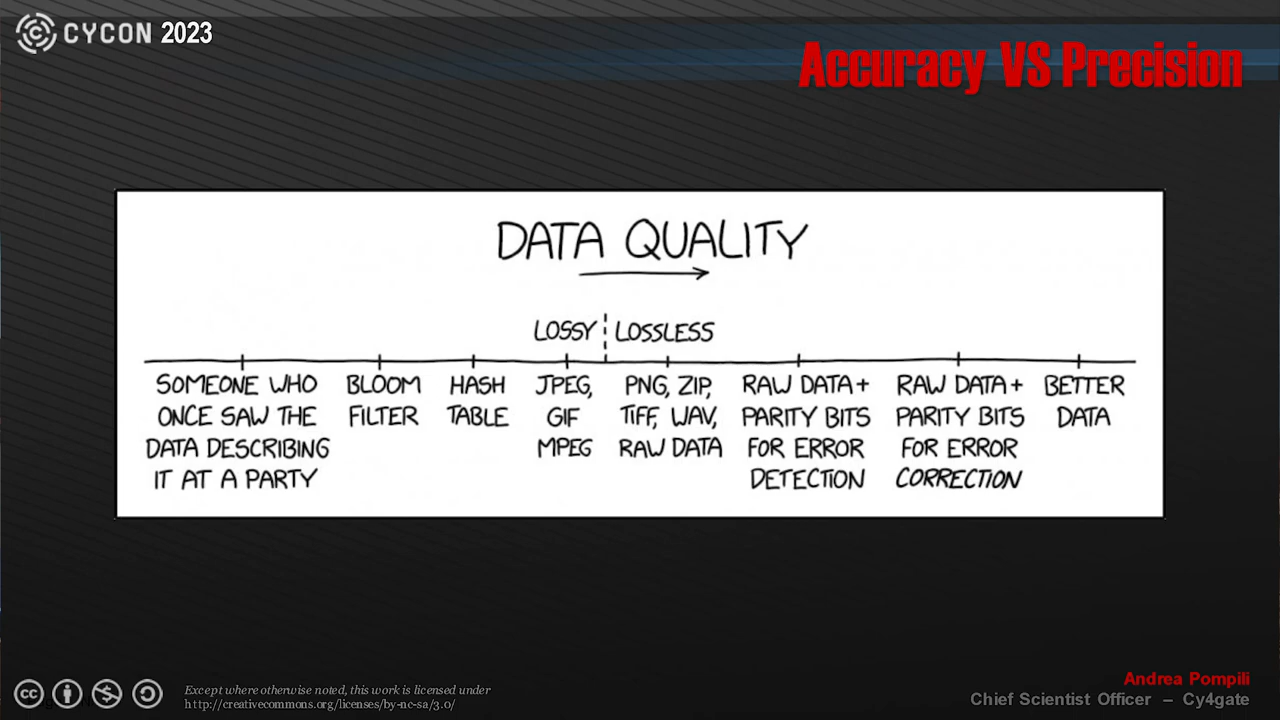 CYCON 2023
Accuracy VS Precision
DATA QUALITY
LOSSY LOSSLESS
SOMEONE WHO
ONCE SAW THE
DATA DESCRIBING
IT AT A PARTY
BLOOM
FILTER
HASH
TABLE
JPEG,
GIF
MPEG
PNG, ZIP,
TIFF, WAV,
RAW DATA
RAW DATA+
PARITY BITS
FOR ERROR
DETECTION
RAW DATA+
PARITY BITS
FOR ERROR
CORRECTION
BETTER
DATA
cc
Except where otherwise noted, this work is licensed under
http://creativecommons.org/licenses/by-nc-sa/3.0/
Andrea Pompili
Chief Scientist Officer – Cy4gate